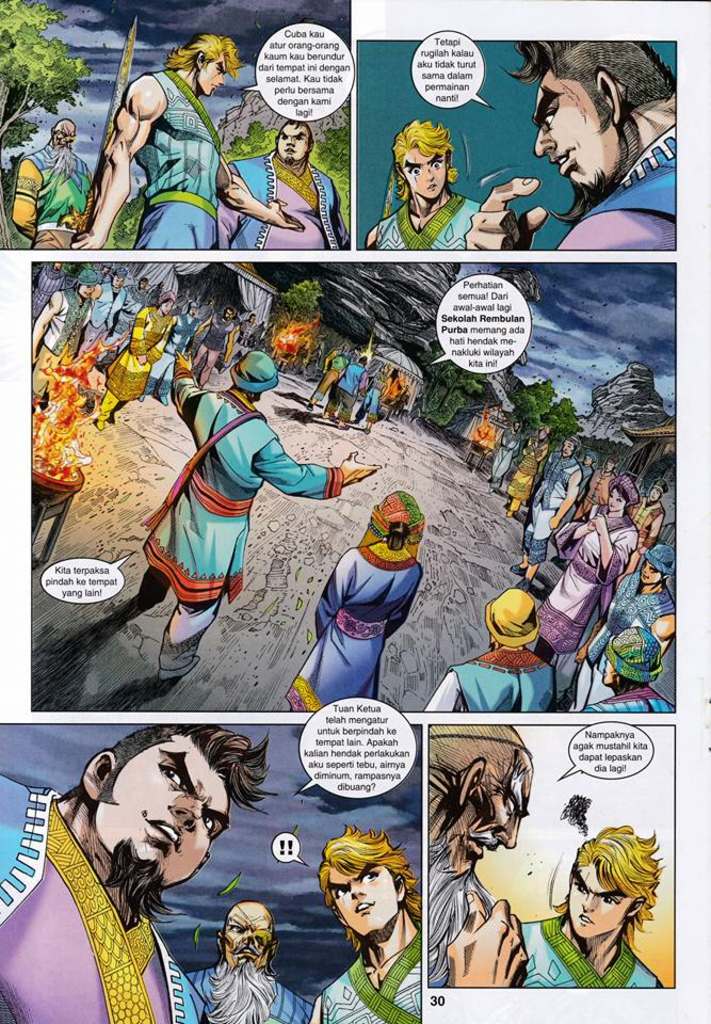 Cuba kau
atur orang-orang
kaum kau berundur
dari tempat ini dengan
selamat. Kau tidak
perlu bersama
dengan kami
lagi!
Tetapi
rugilah kalau
aku tidak turut
sama dalam
permainan
nanti!
Perhatian
semua! Dari
awal-awal lagi
Sekolah Rembulan
Purba memang ada
hati hendak me-
nakluki wilayah
kita ini!
Kita terpaksa
pindah ke tempat
yang lain!
Tuan Ketua
telah mengatur
untuk berpindah ke
tempat lain. Apakah
kalian hendak perlakukan
aku seperti tebu, airnya
diminum, rampasnya
dibuang?
!!
Nampaknya
agak mustahil kita
dapat lepaskan
dia lagi!
30